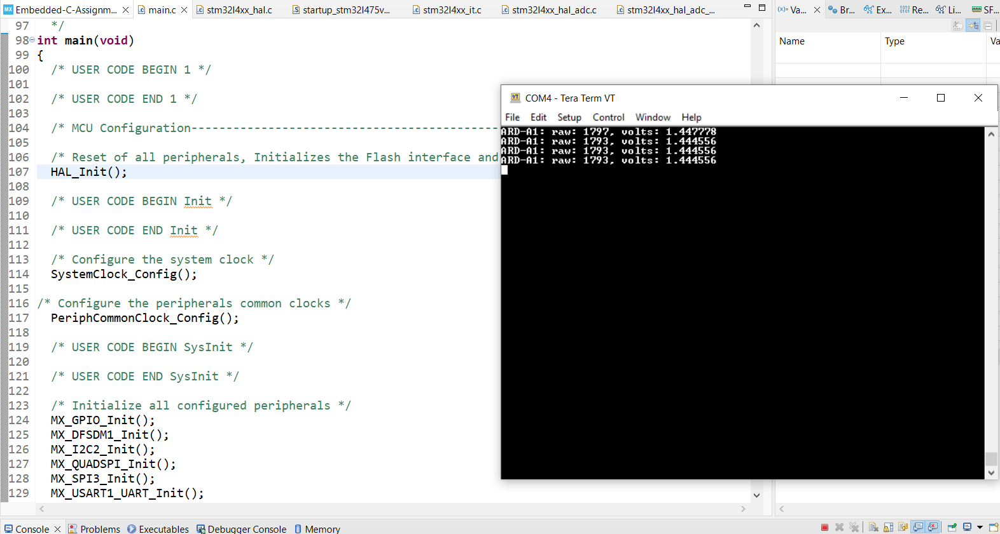 Embedded-C-Assignm... main.c stm32l4xx_hal.c startup_stm32l475v... stm32l4xx_it.c stm32l4xx_hal_adc.c stm32l4xx_hal_adc_... Va... Br... Ex... Re... Li... SF...
97 */
98 int main(void)
99 {
100 /* USER CODE BEGIN 1 */
101
102 /* USER CODE END 1 */
103
104 /* MCU Configuration--------------------------------------------
105
106 /* Reset of all peripherals, Initializes the Flash interface and
107 HAL_Init();
108
109 /* USER CODE BEGIN Init */
110
111 /* USER CODE END Init */
112
113 /* Configure the system clock */
114 SystemClock_Config();
115
116 /* Configure the peripherals common clocks */
117 PeriphCommonClock_Config();
118
119 /* USER CODE BEGIN SysInit */
120
121 /* USER CODE END SysInit */
122
123 /* Initialize all configured peripherals */
124 MX_GPIO_Init();
125 MX_DFSDM1_Init();
126 MX_I2C2_Init();
127 MX_QUADSPI_Init();
128 MX_SPI3_Init();
129 MX_USART1_UART_Init();
Name Type Va
COM4 - Tera Term VT
File Edit Setup Control Window Help
ARD-A1: raw: 1797, volts: 1.447778
ARD-A1: raw: 1793, volts: 1.444556
ARD-A1: raw: 1793, volts: 1.444556
ARD-A1: raw: 1793, volts: 1.444556
Console Problems Executables Debugger Console Memory